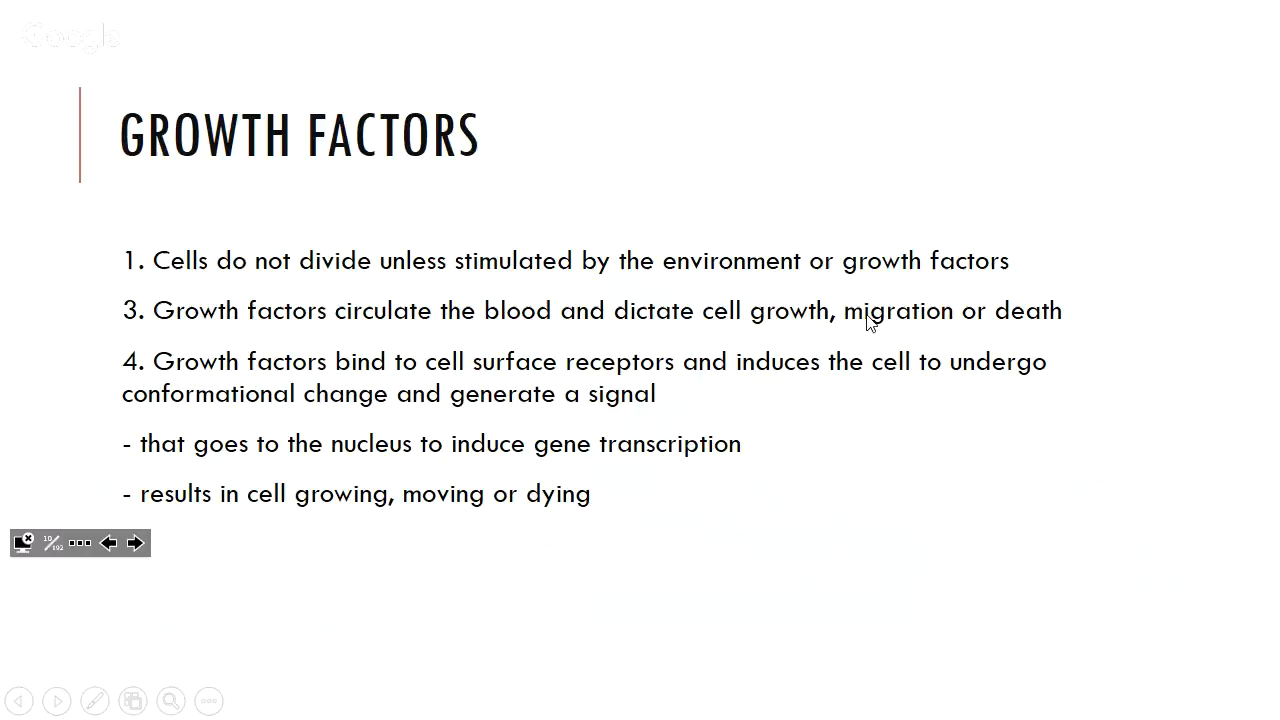 Google
GROWTH FACTORS
1. Cells do not divide unless stimulated by the environment or growth factors
3. Growth factors circulate the blood and dictate cell growth, migration or death
4. Growth factors bind to cell surface receptors and induces the cell to undergo
conformational change and generate a signal
- that goes to the nucleus to induce gene transcription
- results in cell growing, moving or dying
10/102